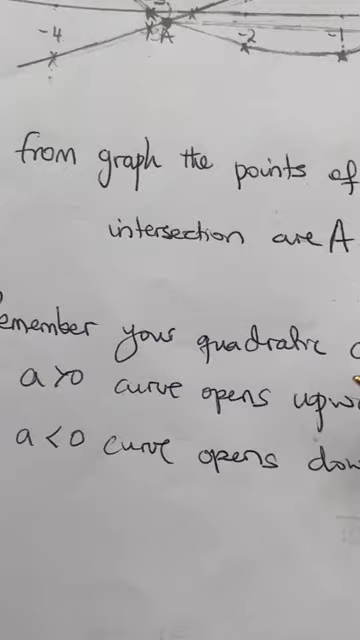 -4 -2 -1
A
from graph the points of
intersection are A
emember your quadratic
a>0 curve opens upw
a<0 curve opens dow